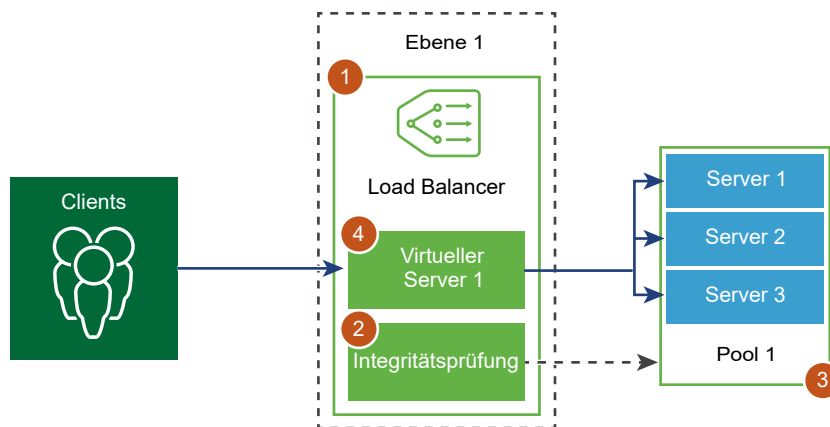 Ebene 1
1
Load Balancer
Clients
4
Virtueller
Server 1
2
Integritätsprüfung
Server 1
Server 2
Server 3
Pool 1
3